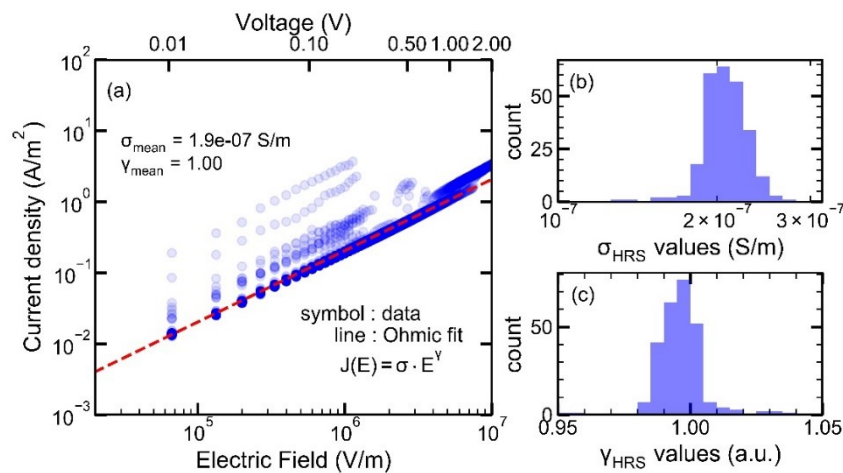 Voltage (V)
0.01 0.10 0.50 1.00 2.00
10²
10¹
10⁰
10⁻¹
10⁻²
10⁻³
Current density (A/m²)
(a)
σmean = 1.9e-07 S/m
γmean = 1.00
symbol : data
line : Ohmic fit
J(E) = σ · E^γ
10⁵ 10⁶ 10⁷
Electric Field (V/m)
(b)
count
50
25
0
10⁻⁷ 2 × 10⁻⁷ 3 × 10⁻⁷
σHRS values (S/m)
(c)
count
50
0
0.95 1.00 1.05
γHRS values (a.u.)